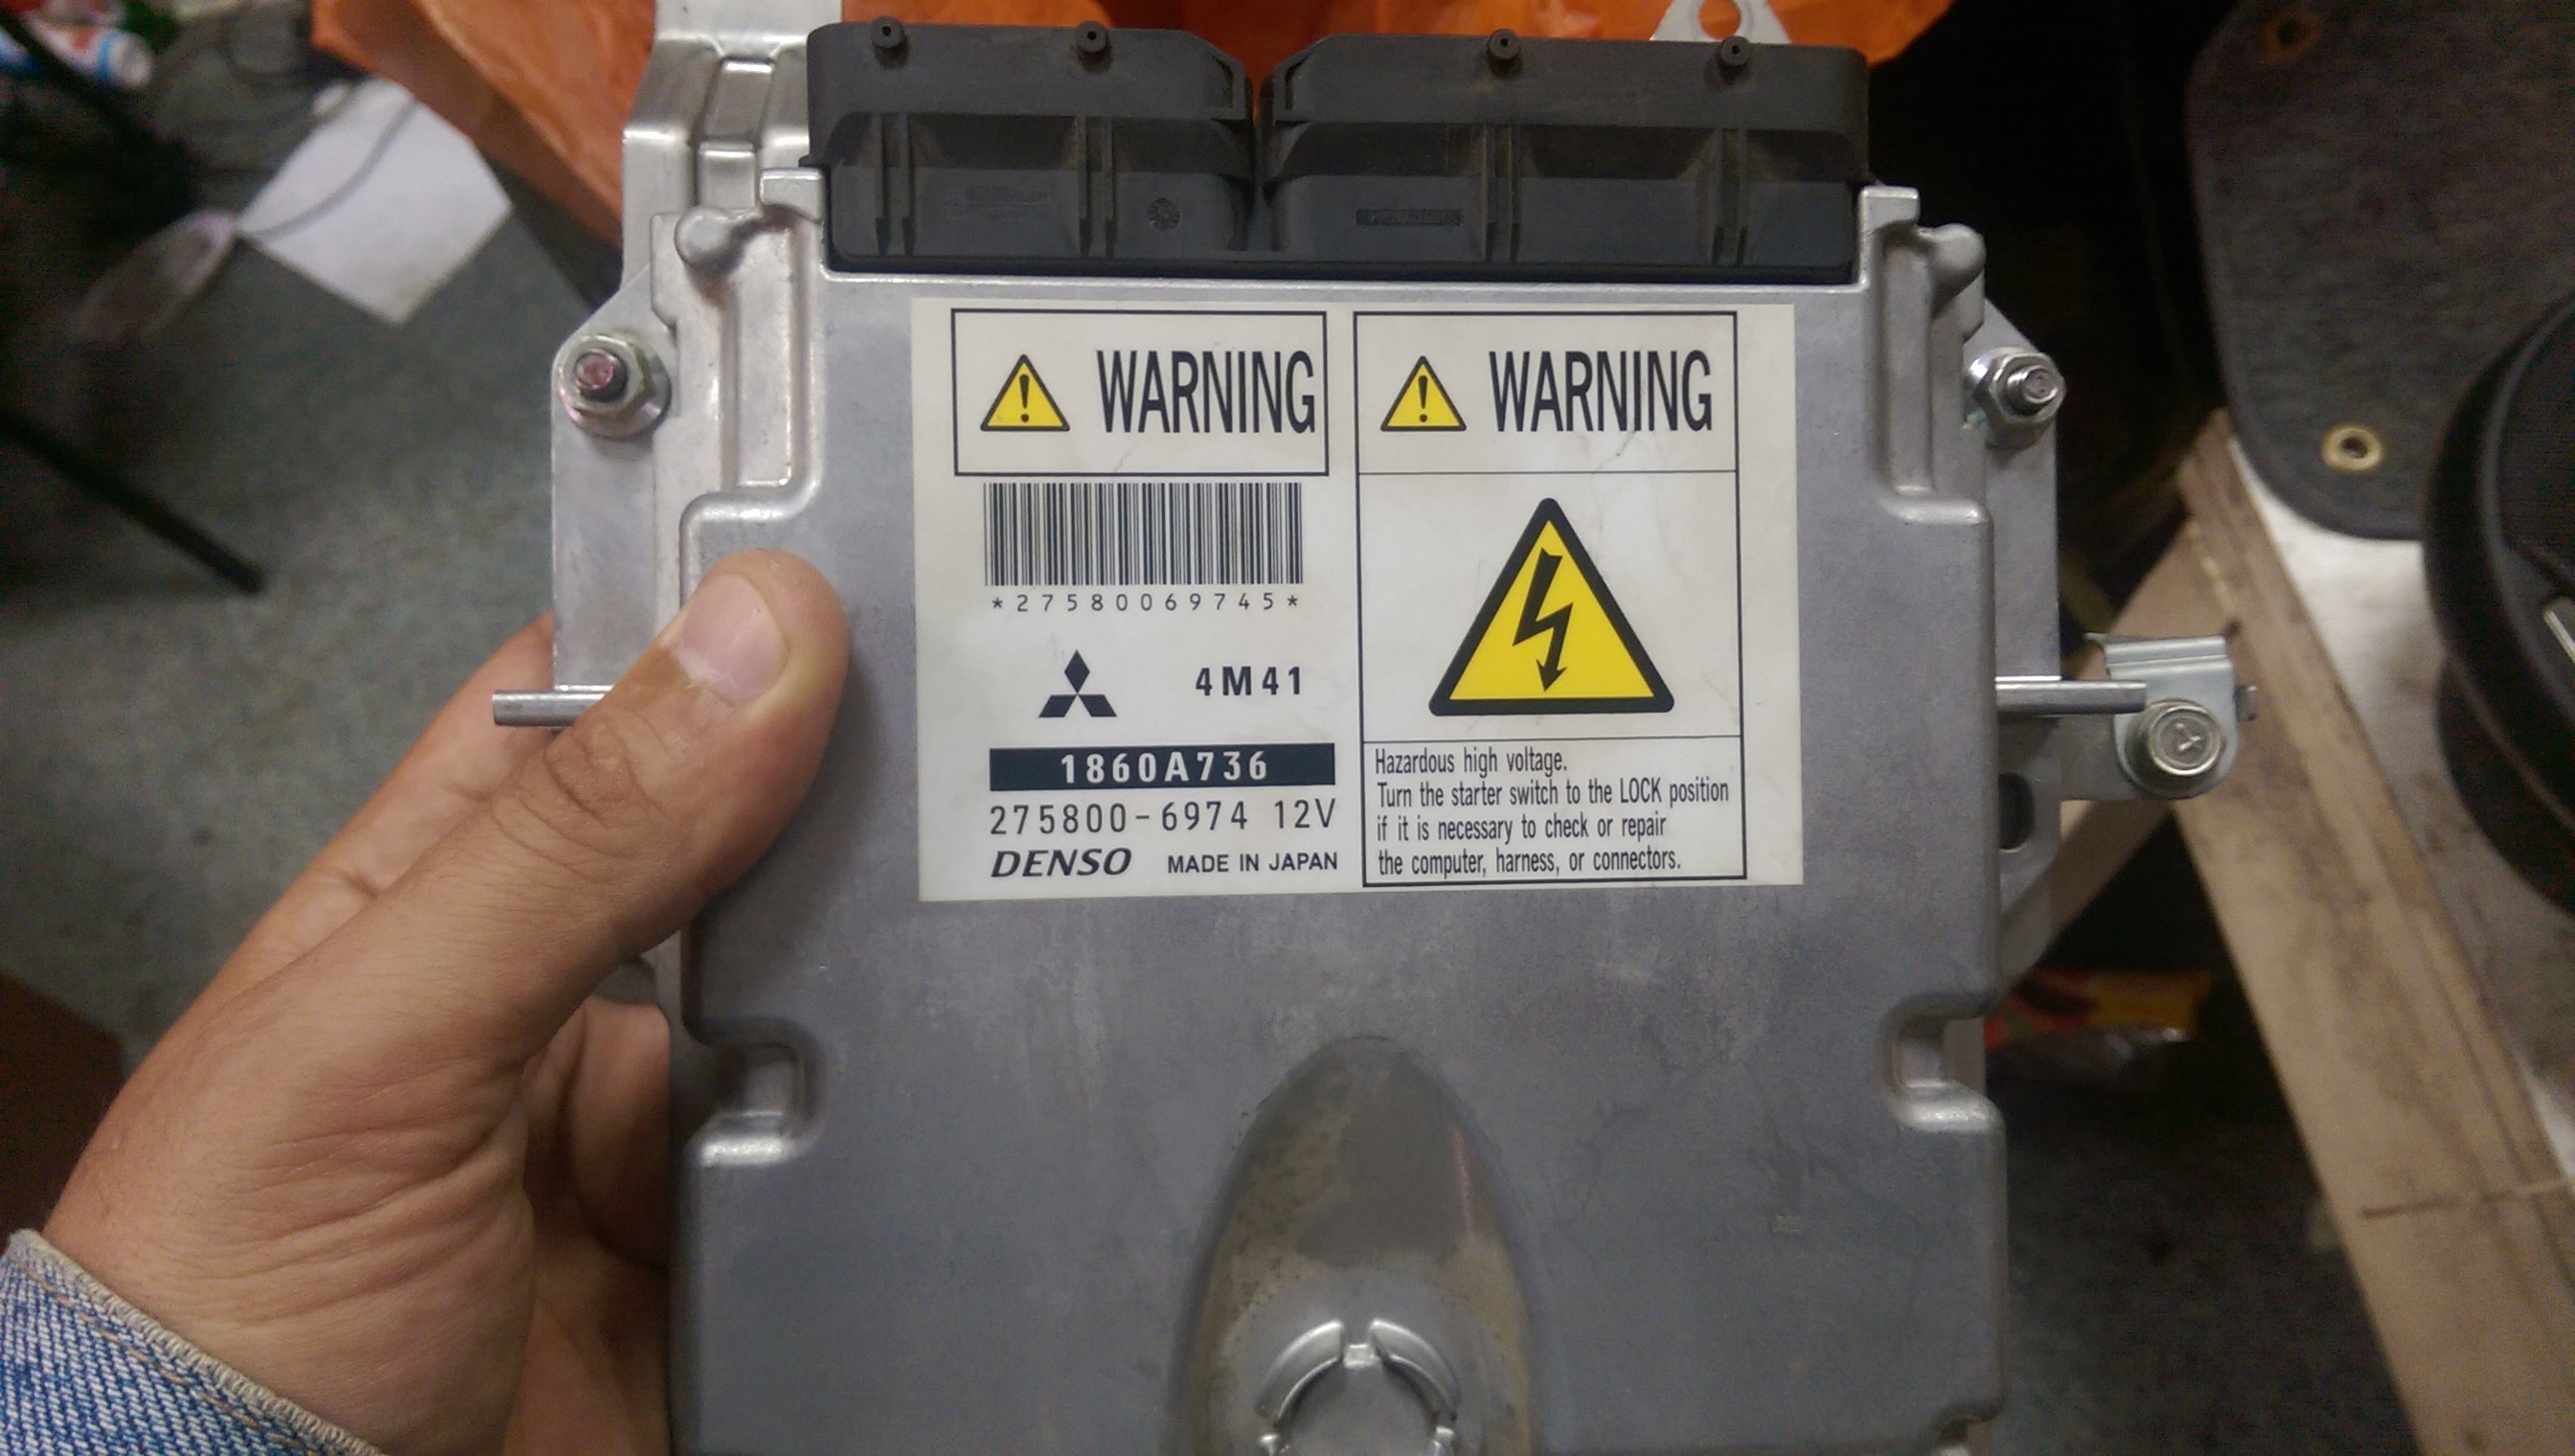 WARNING
*27580069745*
4M41
1860A736
275800-6974 12V
DENSO MADE IN JAPAN
WARNING
Hazardous high voltage.
Turn the starter switch to the LOCK position
if it is necessary to check or repair
the computer, harness, or connectors.